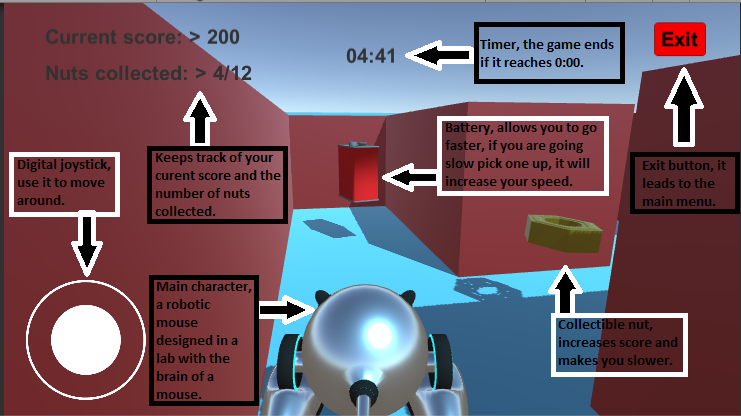 Current score: > 200
Nuts collected: > 4/12
04:41
Timer, the game ends
if it reaches 0:00.
Exit
Digital joystick,
use it to move
around.
Keeps track of your
curent score and the
number of nuts
collected.
Battery, allows you to go
faster, if you are going
slow pick one up, it will
increase your speed.
Exit button, it
leads to the
main menu.
Main character,
a robotic
mouse
designed in a
lab with the
brain of a
mouse.
Collectible nut,
increases score and
makes you slower.